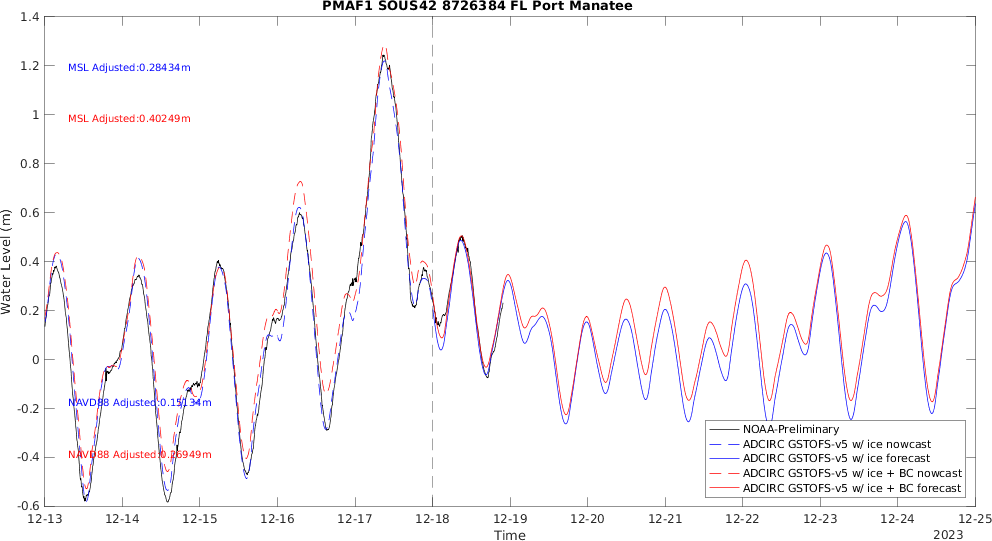 PMAF1 SOUS42 8726384 FL Port Manatee
1.4
1.2
1
0.8
0.6
0.4
0.2
0
-0.2
-0.4
-0.6
Water Level (m)
MSL Adjusted:0.28434m
MSL Adjusted:0.40249m
NAVD88 Adjusted:0.15134m
NAVD88 Adjusted:0.26949m
NOAA-Preliminary
ADCIRC GSTOFS-v5 w/ ice nowcast
ADCIRC GSTOFS-v5 w/ ice forecast
ADCIRC GSTOFS-v5 w/ ice + BC nowcast
ADCIRC GSTOFS-v5 w/ ice + BC forecast
12-13 12-14 12-15 12-16 12-17 12-18 12-19 12-20 12-21 12-22 12-23 12-24 12-25
Time
2023